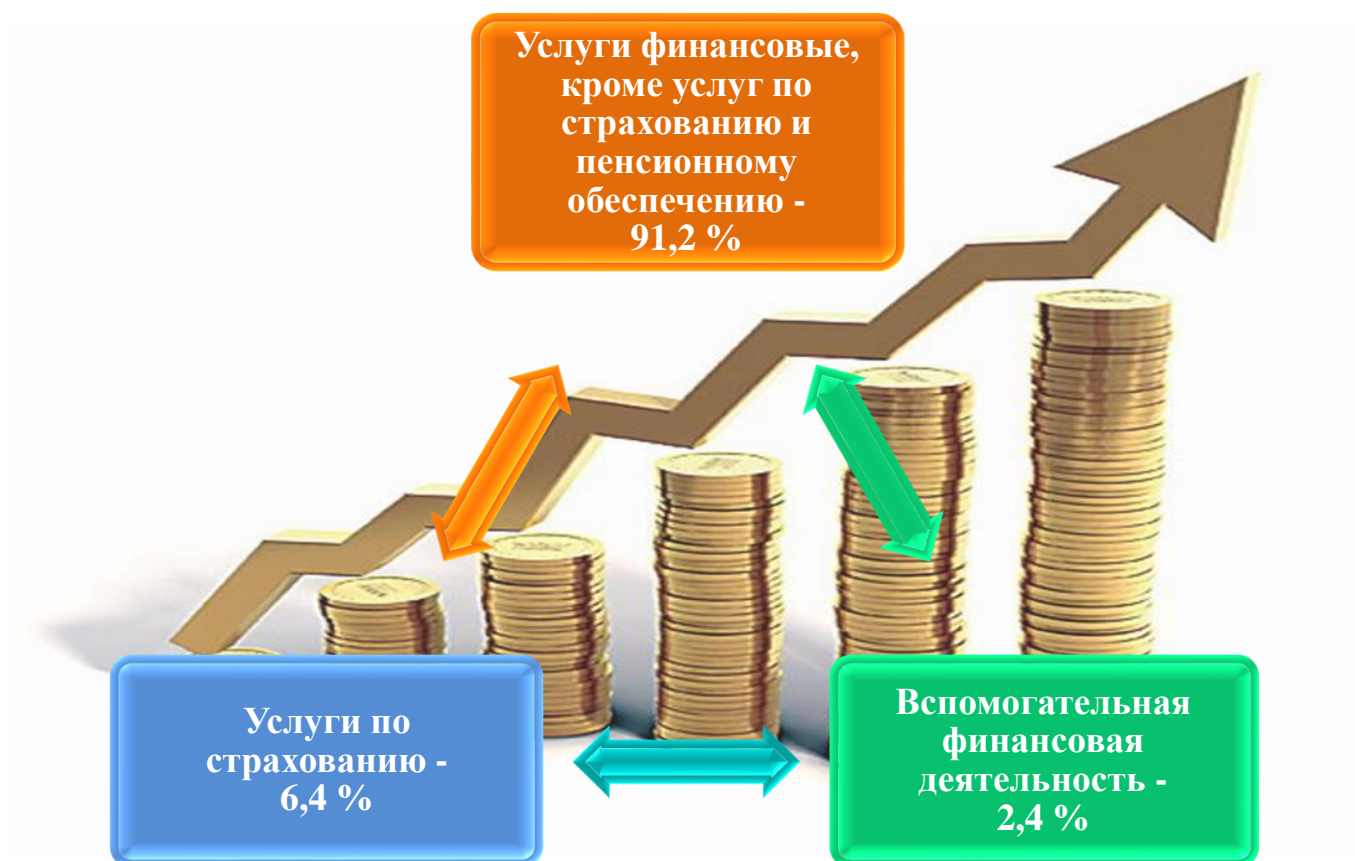 Услуги финансовые,
кроме услуг по
страхованию и
пенсионному
обеспечению -
91,2 %
Услуги по
страхованию -
6,4 %
Вспомогательная
финансовая
деятельность -
2,4 %